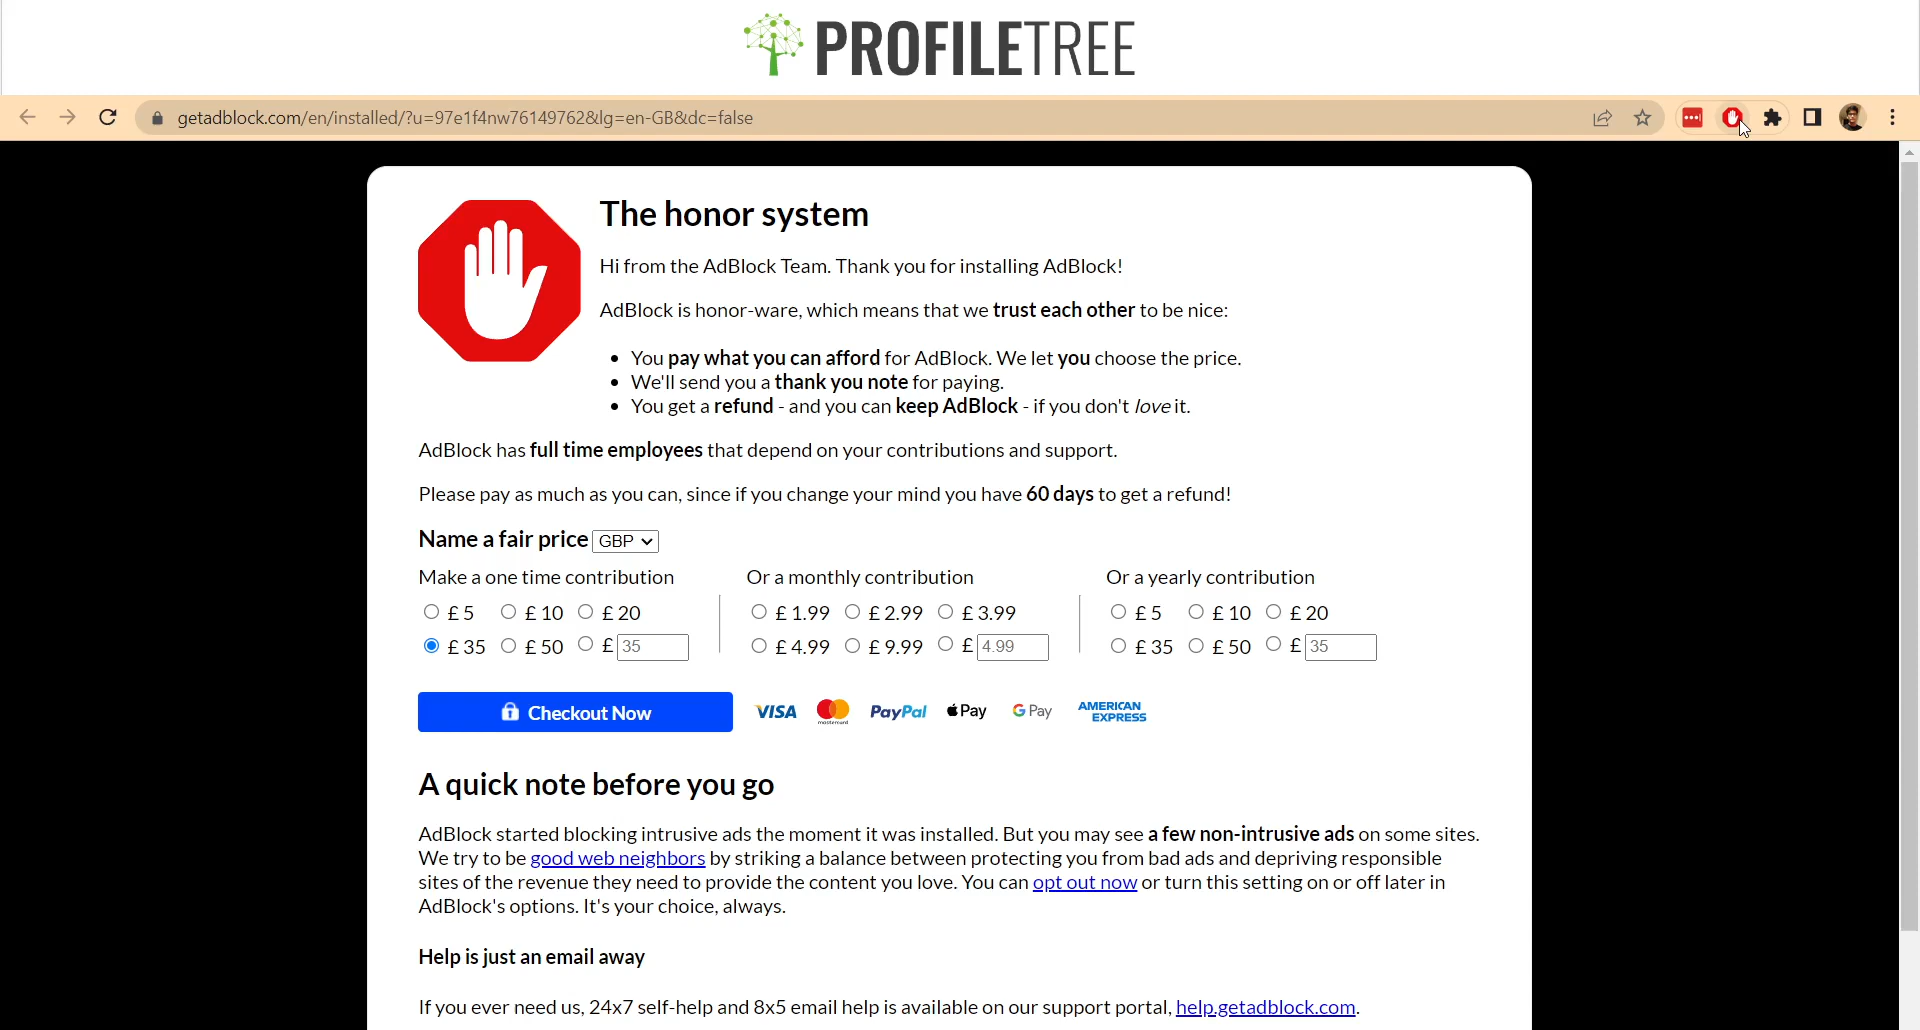 PROFILETREE
getadblock.com/en/installed/?u=97e1f4nw76149762&lg=en-GB&dc=false
The honor system
Hi from the AdBlock Team. Thank you for installing AdBlock!
AdBlock is honor-ware, which means that we trust each other to be nice:
You pay what you can afford for AdBlock. We let you choose the price.
We'll send you a thank you note for paying.
You get a refund - and you can keep AdBlock - if you don't love it.
AdBlock has full time employees that depend on your contributions and support.
Please pay as much as you can, since if you change your mind you have 60 days to get a refund!
Name a fair price GBP
Make a one time contribution
£ 5 £ 10 £ 20
£ 35 £ 50 £ 35
Or a monthly contribution
£ 1.99 £ 2.99 £ 3.99
£ 4.99 £ 9.99 £ 4.99
Or a yearly contribution
£ 5 £ 10 £ 20
£ 35 £ 50 £ 35
Checkout Now VISA mastercard PayPal Pay G Pay AMERICAN EXPRESS
A quick note before you go
AdBlock started blocking intrusive ads the moment it was installed. But you may see a few non-intrusive ads on some sites.
We try to be good web neighbors by striking a balance between protecting you from bad ads and depriving responsible
sites of the revenue they need to provide the content you love. You can opt out now or turn this setting on or off later in
AdBlock's options. It's your choice, always.
Help is just an email away
If you ever need us, 24x7 self-help and 8x5 email help is available on our support portal, help.getadblock.com.